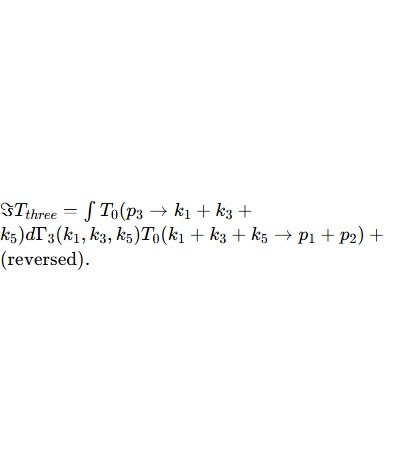 ℑT_{three} = ∫ T_0(p_3 → k_1 + k_3 +
k_5)dΓ_3(k_1, k_3, k_5)T_0(k_1 + k_3 + k_5 → p_1 + p_2) +
(reversed).